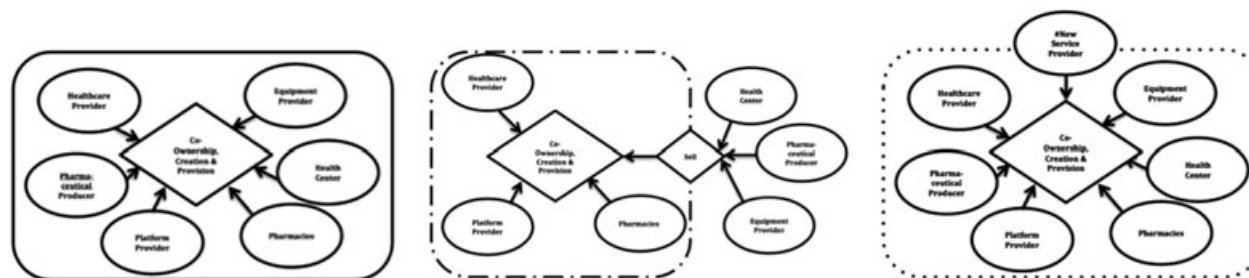 Healthcare
Provider
Equipment
Provider
Co-
Ownership,
Creation &
Provision
Pharma-
ceutical
Producer
Health
Center
Platform
Provider
Pharmacies
Healthcare
Provider
Health
Center
Co-
Ownership,
Creation &
Provision
Sell
Pharma-
ceutical
Producer
Platform
Provider
Pharmacies
Equipment
Provider
#New
Service
Provider
Healthcare
Provider
Equipment
Provider
Co-
Ownership,
Creation &
Provision
Pharma-
ceutical
Producer
Health
Center
Platform
Provider
Pharmacies